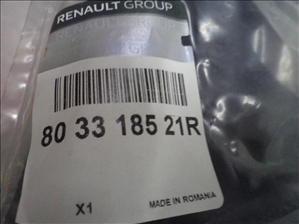 RENAULT GROUP
80 33 185 21R
X1
MADE IN ROMANIA